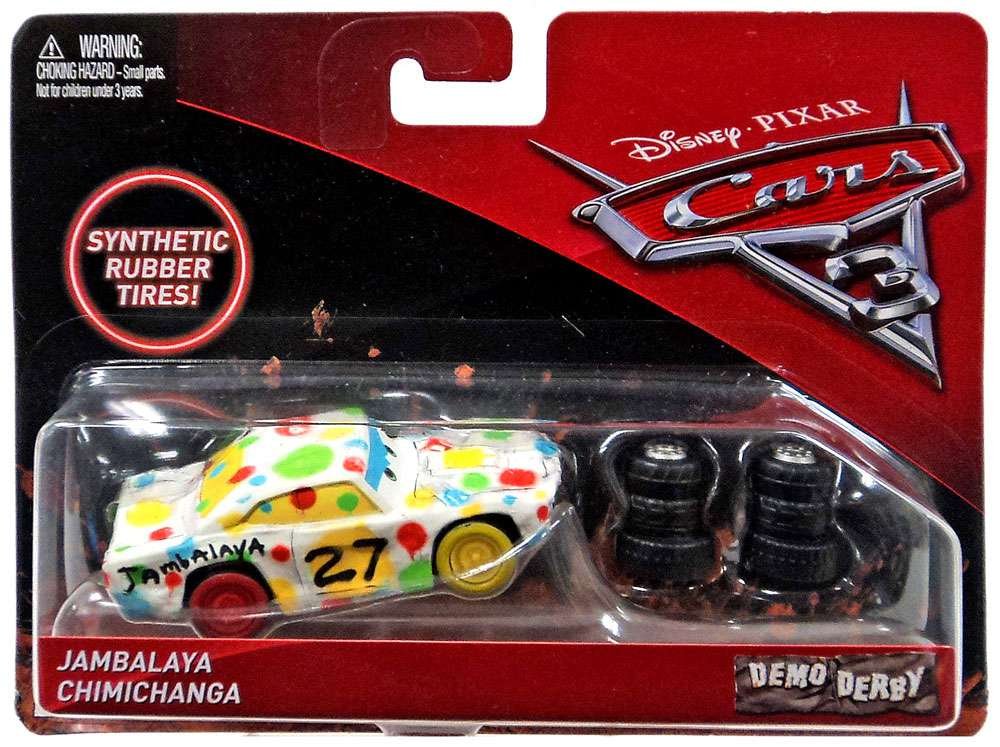 WARNING:
CHOKING HAZARD – Small parts.
Not for children under 3 years.
DISNEY · PIXAR
Cars
3
SYNTHETIC
RUBBER
TIRES!
Jambalaya
27
JAMBALAYA
CHIMICHANGA
DEMO DERBY